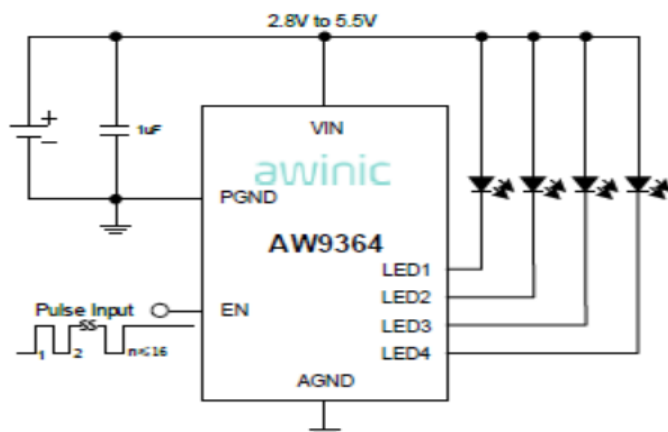 2.8V to 5.5V
1uF
VIN
awinic
PGND
AW9364
LED1
Pulse Input
EN
LED2
LED3
1
2
n≤16
LED4
AGND